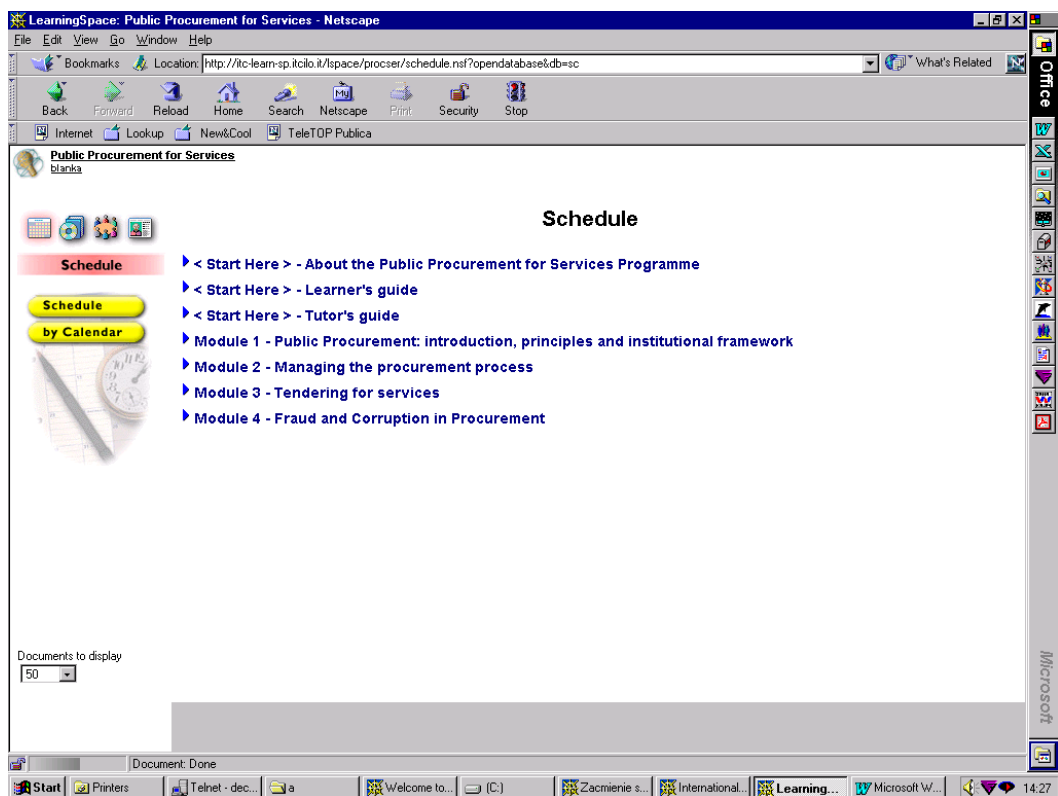 LearningSpace: Public Procurement for Services - Netscape
File Edit View Go Window Help
Bookmarks Location: http://itc-learn-sp.itcilo.it/lspace/procser/schedule.nsf?opendatabase&db=sc What's Related
My
Back Forward Reload Home Search Netscape Print Security Stop
Internet Lookup New&Cool TeleTOP Publica
Public Procurement for Services
blanka
Schedule
Schedule
< Start Here > - About the Public Procurement for Services Programme
< Start Here > - Learner's guide
Schedule
< Start Here > - Tutor's guide
by Calendar
Module 1 - Public Procurement: introduction, principles and institutional framework
Module 2 - Managing the procurement process
Module 3 - Tendering for services
Module 4 - Fraud and Corruption in Procurement
Documents to display
50
Document: Done
Office
Microsoft
Start Printers Telnet - dec... a Welcome to... (C:) Zacmienie s... International... Learning... Microsoft W... 14:27